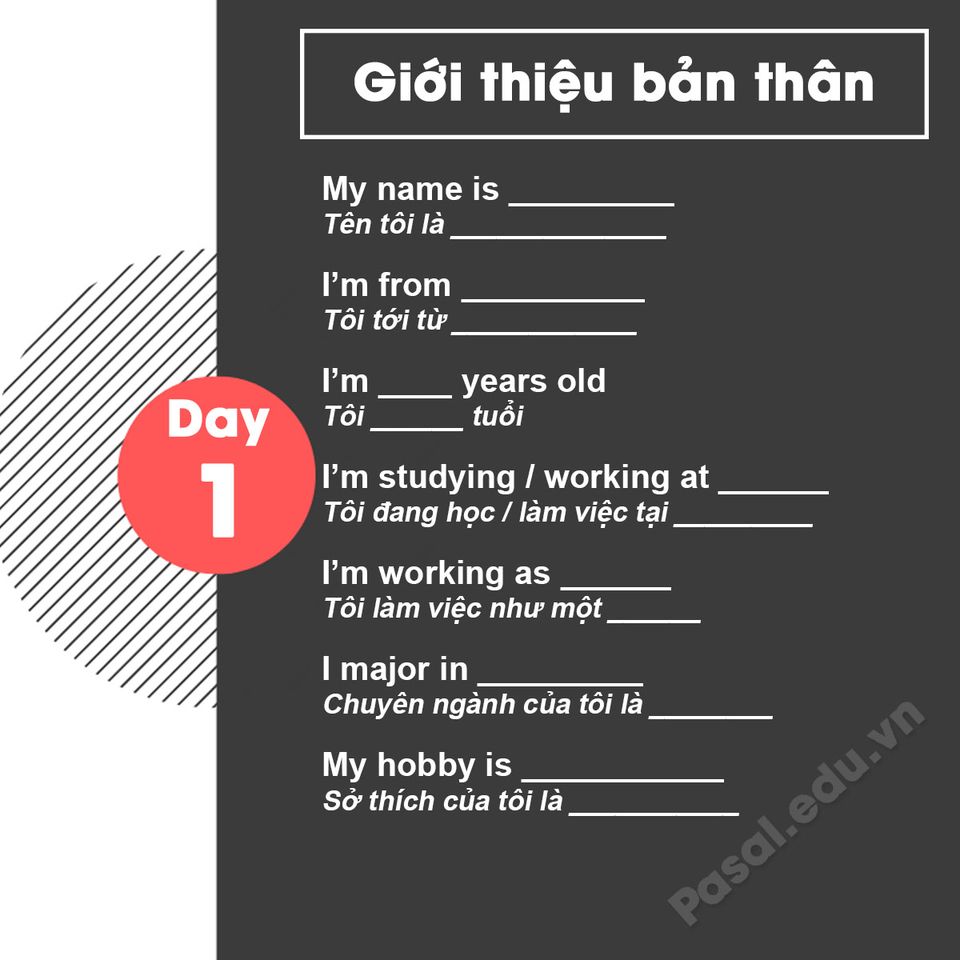 Giới thiệu bản thân
My name is _________
Tên tôi là ______________
I’m from __________
Tôi tới từ ____________
I’m ____ years old
Tôi ______ tuổi
Day
1
I’m studying / working at ______
Tôi đang học / làm việc tại _________
I’m working as ______
Tôi làm việc như một ______
I major in _________
Chuyên ngành của tôi là ________
My hobby is ___________
Sở thích của tôi là ___________
Pasal.edu.vn